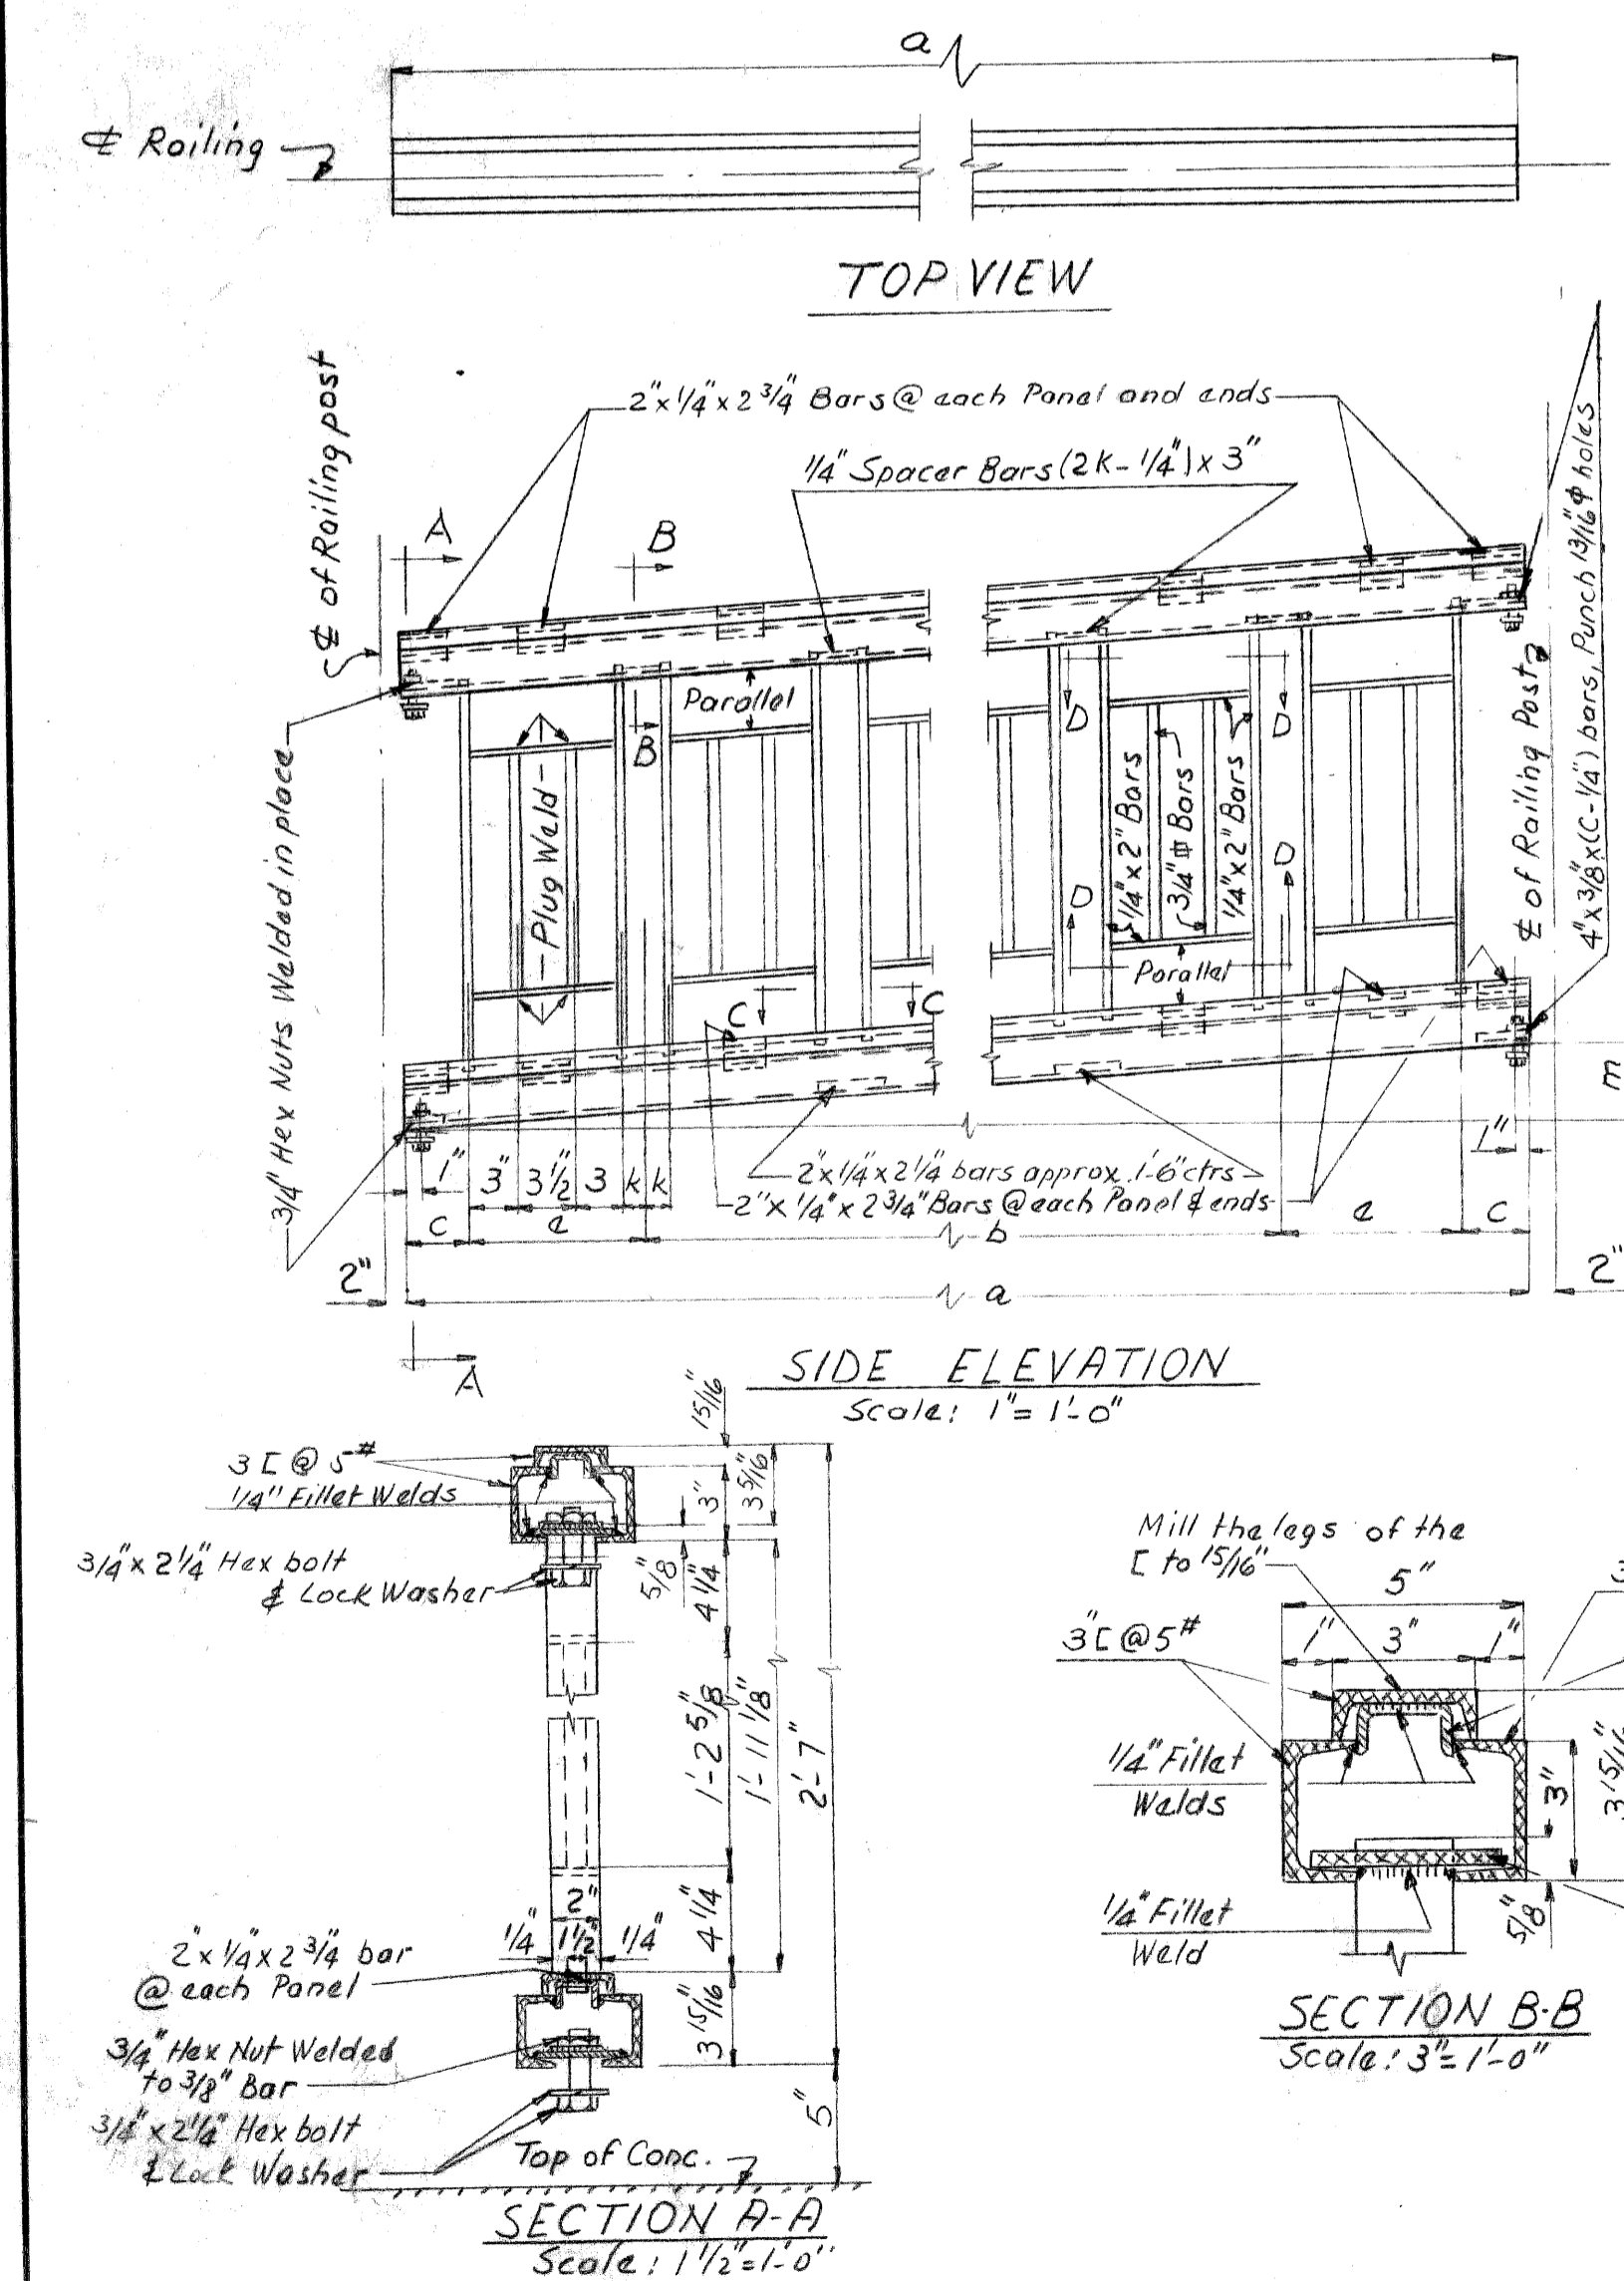 a
℄ Railing
TOP VIEW
℄ of Railing post
2"x1/4"x2 3/4" Bars @ each Panel and ends
1/4" Spacer Bars (2K-1/4") x 3"
A
B
4"x3/8"x(C-1/4") bars, Punch 13/16"φ holes
Parallel
B
D
D
Plug Weld
1/4"x2" Bars
3/4"⏀ Bars
1/4"x2" Bars
D
D
℄ of Railing Post
3/4" Hex Nuts Welded in place
Parallel
C
C
m
1"
3"
3 1/2
3
k
k
2"x1/4"x2 1/4" bars approx. 1'-6" ctrs
2"x1/4"x2 3/4" Bars @ each Panel & ends
1"
c
e
b
e
c
2"
a
2"
A
SIDE ELEVATION
Scale: 1"=1'-0"
3 [ @ 5#
1/4" Fillet Welds
3/4"x2 1/4" Hex bolt
& Lock Washer
15/16"
3"
3 5/16"
5/8"
4 1/4"
1'-2 5/8"
1'-11 1/8"
2'-7"
2"
1/4"
1 1/2"
1/4"
4 1/4"
2"x1/4"x2 3/4" bar
@ each Panel
3 15/16"
3/4" Hex Nut Welded
to 3/8" Bar
3/4"x2 1/4" Hex bolt
& Lock Washer
5"
Top of Conc.
SECTION A-A
Scale: 1 1/2"=1'-0"
Mill the legs of the
[ to 15/16"
5"
3"[ @ 5#
1"
3"
1"
1/4" Fillet
Welds
3"
3 15/16
1/4" Fillet
Weld
5/8"
SECTION B-B
Scale: 3"=1'-0"